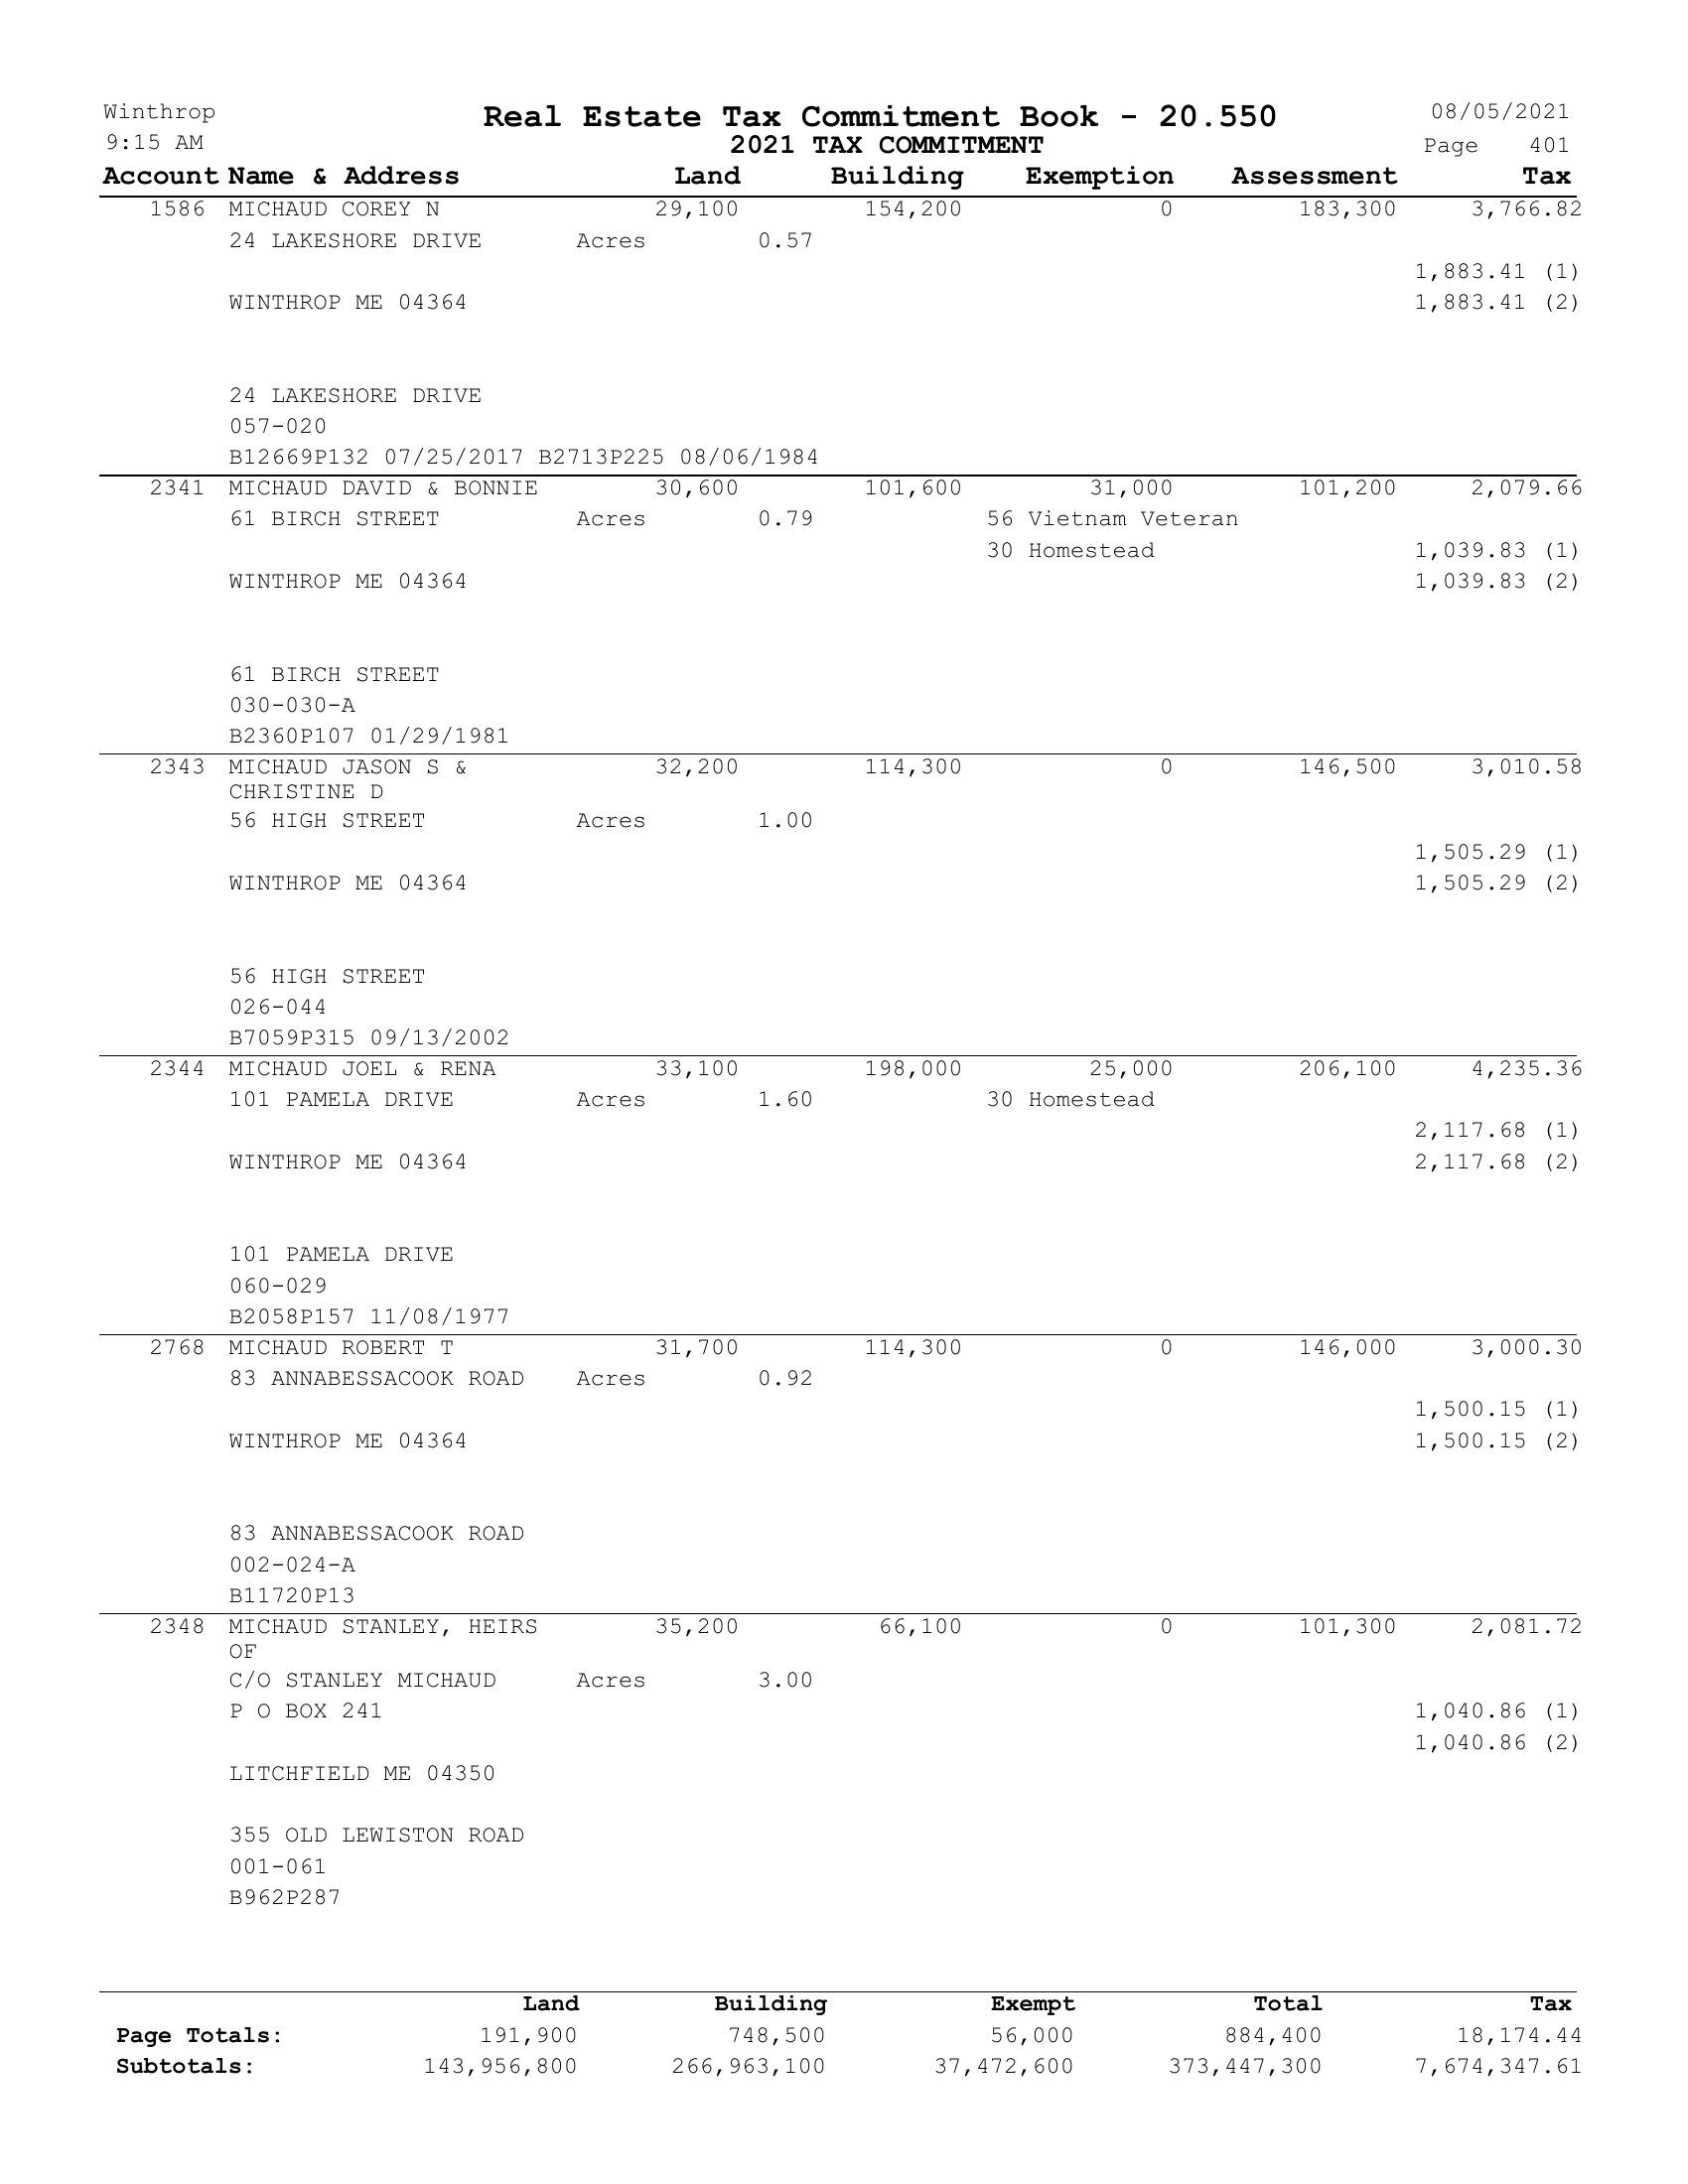 Winthrop Real Estate Tax Commitment Book - 20.550 08/05/2021
9:15 AM 2021 TAX COMMITMENT Page 401
Account Name & Address Land Building Exemption Assessment Tax
1586 MICHAUD COREY N 29,100 154,200 0 183,300 3,766.82
24 LAKESHORE DRIVE Acres 0.57
1,883.41 (1)
WINTHROP ME 04364 1,883.41 (2)
24 LAKESHORE DRIVE
057-020
B12669P132 07/25/2017 B2713P225 08/06/1984
2341 MICHAUD DAVID & BONNIE 30,600 101,600 31,000 101,200 2,079.66
61 BIRCH STREET Acres 0.79 56 Vietnam Veteran
30 Homestead 1,039.83 (1)
WINTHROP ME 04364 1,039.83 (2)
61 BIRCH STREET
030-030-A
B2360P107 01/29/1981
2343 MICHAUD JASON S & 32,200 114,300 0 146,500 3,010.58
CHRISTINE D
56 HIGH STREET Acres 1.00
1,505.29 (1)
WINTHROP ME 04364 1,505.29 (2)
56 HIGH STREET
026-044
B7059P315 09/13/2002
2344 MICHAUD JOEL & RENA 33,100 198,000 25,000 206,100 4,235.36
101 PAMELA DRIVE Acres 1.60 30 Homestead
2,117.68 (1)
WINTHROP ME 04364 2,117.68 (2)
101 PAMELA DRIVE
060-029
B2058P157 11/08/1977
2768 MICHAUD ROBERT T 31,700 114,300 0 146,000 3,000.30
83 ANNABESSACOOK ROAD Acres 0.92
1,500.15 (1)
WINTHROP ME 04364 1,500.15 (2)
83 ANNABESSACOOK ROAD
002-024-A
B11720P13
2348 MICHAUD STANLEY, HEIRS 35,200 66,100 0 101,300 2,081.72
OF
C/O STANLEY MICHAUD Acres 3.00
P O BOX 241 1,040.86 (1)
1,040.86 (2)
LITCHFIELD ME 04350
355 OLD LEWISTON ROAD
001-061
B962P287
Land Building Exempt Total Tax
Page Totals: 191,900 748,500 56,000 884,400 18,174.44
Subtotals: 143,956,800 266,963,100 37,472,600 373,447,300 7,674,347.61